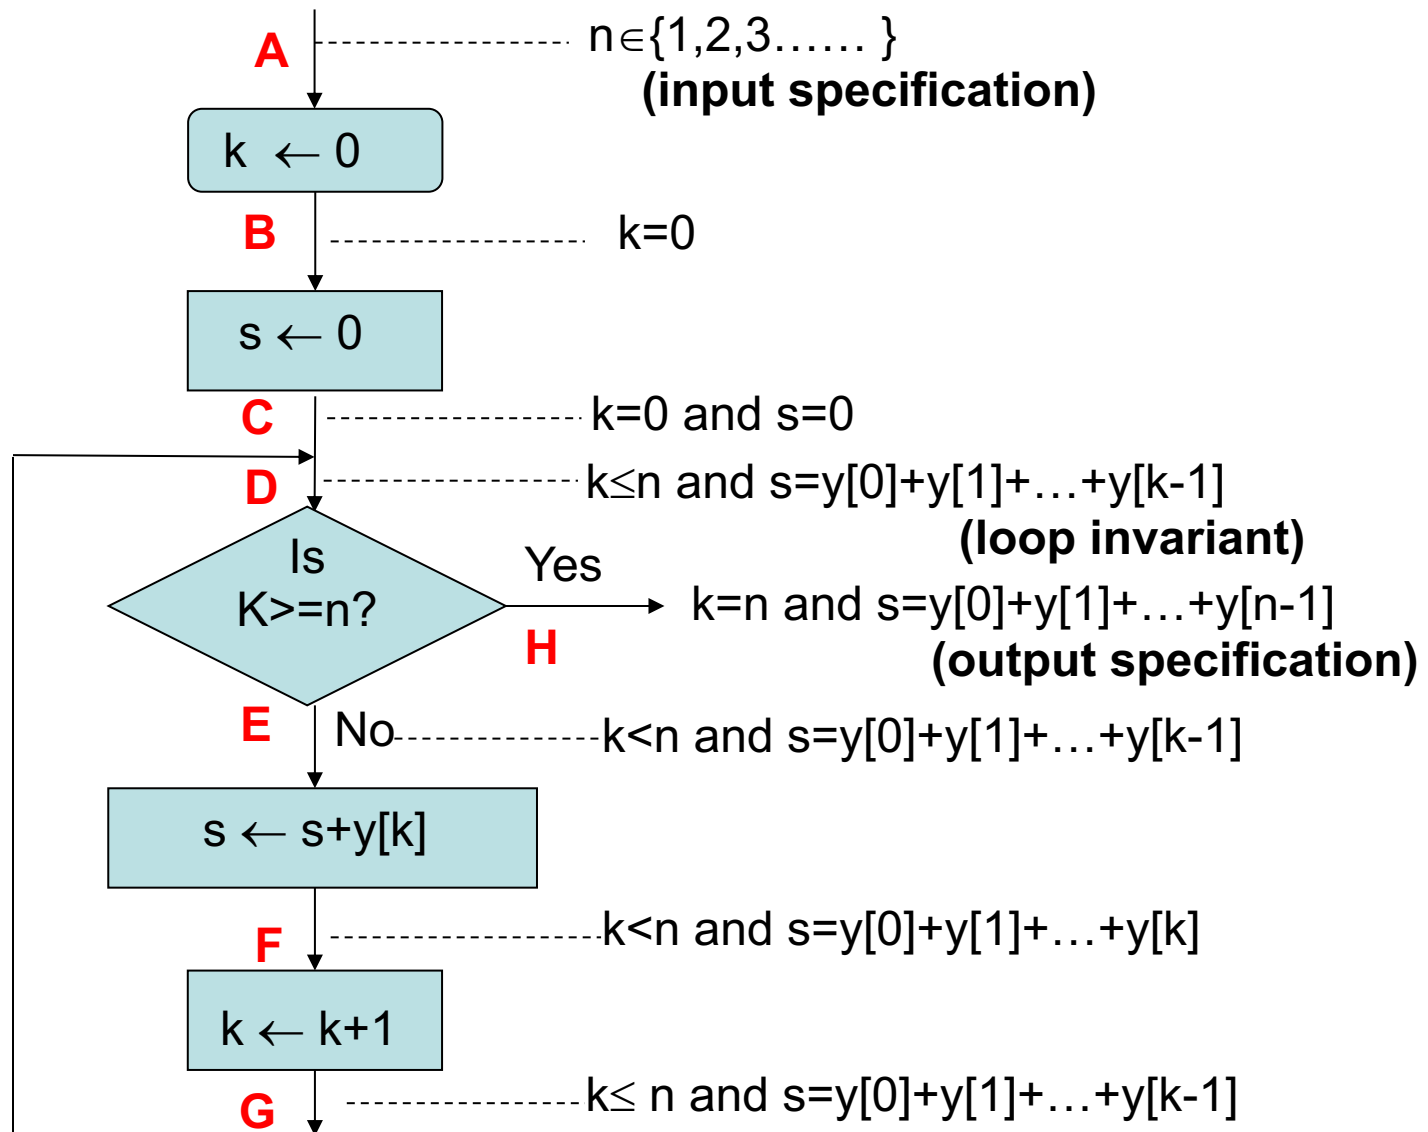 A
n∈{1,2,3…… }
(input specification)
k ← 0
B
k=0
s ← 0
C
k=0 and s=0
D
k≤n and s=y[0]+y[1]+…+y[k-1]
(loop invariant)
Is
K>=n?
Yes
H
k=n and s=y[0]+y[1]+…+y[n-1]
(output specification)
E
No
k<n and s=y[0]+y[1]+…+y[k-1]
s ← s+y[k]
F
k<n and s=y[0]+y[1]+…+y[k]
k ← k+1
G
k≤ n and s=y[0]+y[1]+…+y[k-1]